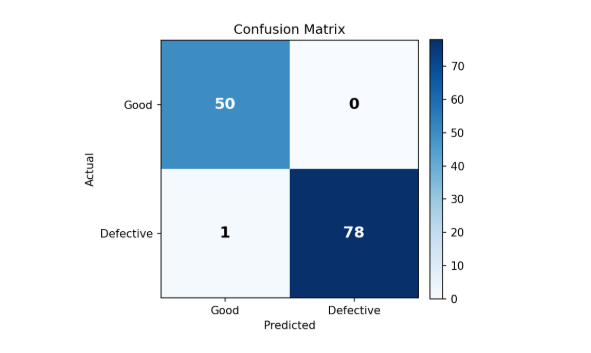 Confusion Matrix
Good
50
0
70
60
50
40
30
20
10
0
Actual
Defective
1
78
Good
Defective
Predicted